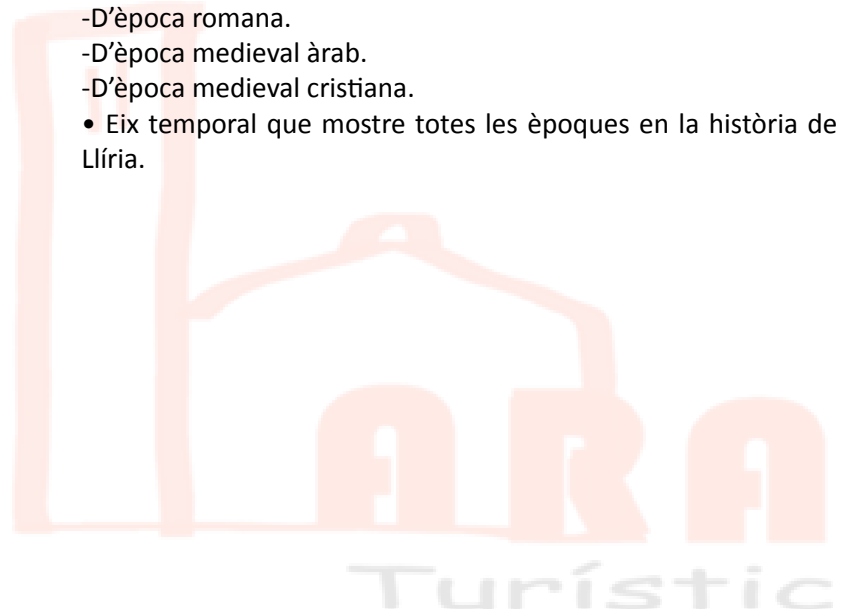 -D’època romana.
-D’època medieval àrab.
-D’època medieval cristiana.
• Eix temporal que mostre totes les èpoques en la història de
Llíria.
ARA
Turístic